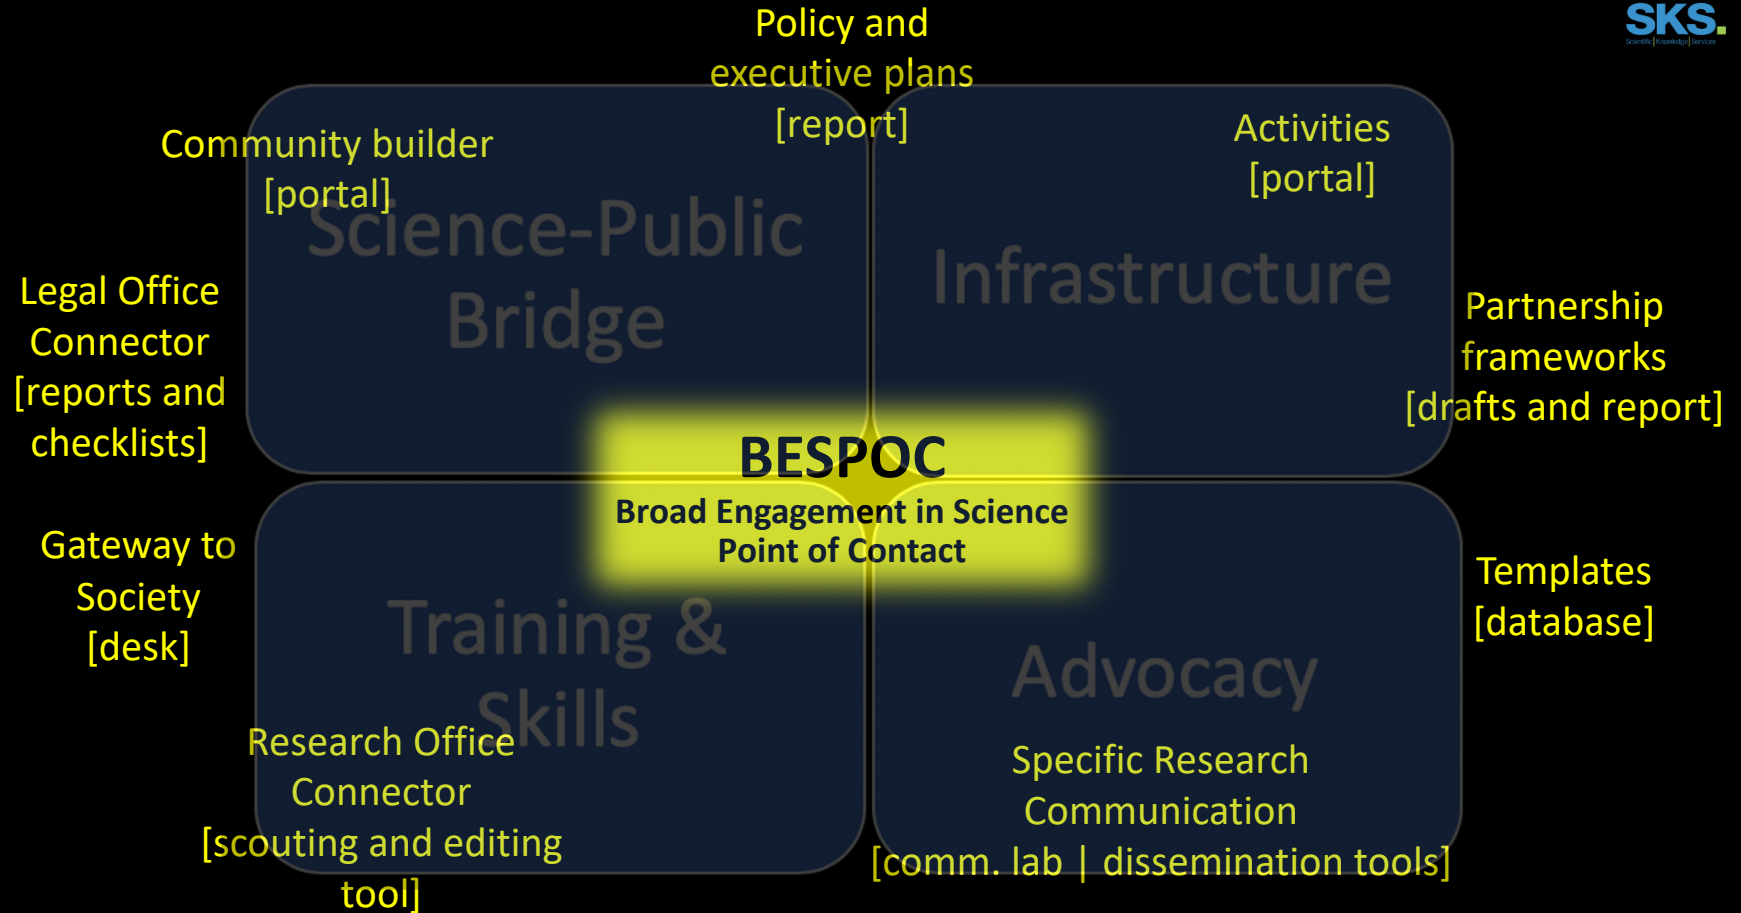 SKS.
Scientific|Knowledge|Services
Policy and
executive plans
[report]
Community builder
[portal]
Activities
[portal]
Science-Public
Bridge
Infrastructure
Legal Office
Connector
[reports and
checklists]
Partnership
frameworks
[drafts and report]
BESPOC
Broad Engagement in Science
Point of Contact
Gateway to
Society
[desk]
Training &
Skills
Advocacy
Templates
[database]
Research Office
Connector
[scouting and editing
tool]
Specific Research
Communication
[comm. lab | dissemination tools]